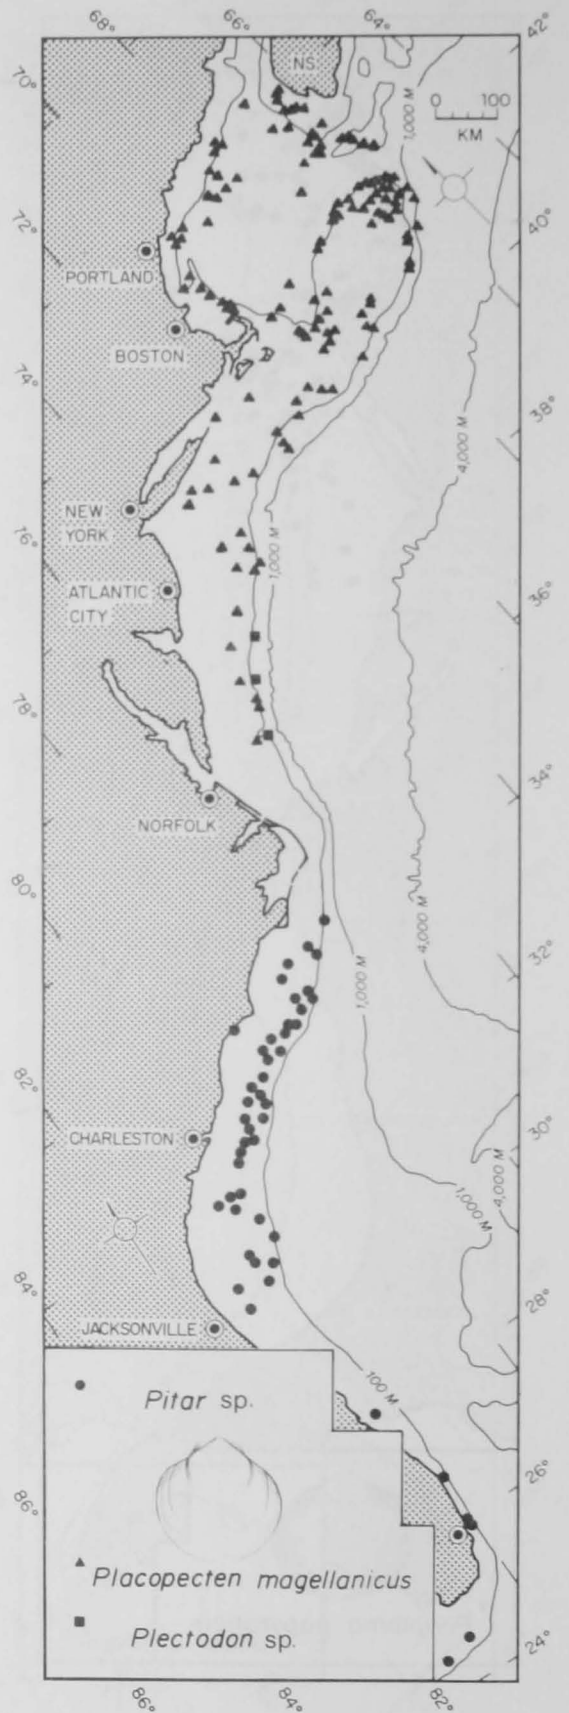 68°
66°
64°
42°
70°
NS.
1,000 M
0 100
KM
72°
40°
PORTLAND
BOSTON
74°
38°
4,000 M
NEW
YORK
1,000 M
76°
36°
ATLANTIC
CITY
78°
34°
NORFOLK
80°
4,000 M
32°
1,000 M
82°
30°
CHARLESTON
4,000 M
1,000 M
84°
28°
JACKSONVILLE
100 M
Pitar sp.
26°
86°
Placopecten magellanicus
Plectodon sp.
24°
86°
84°
82°